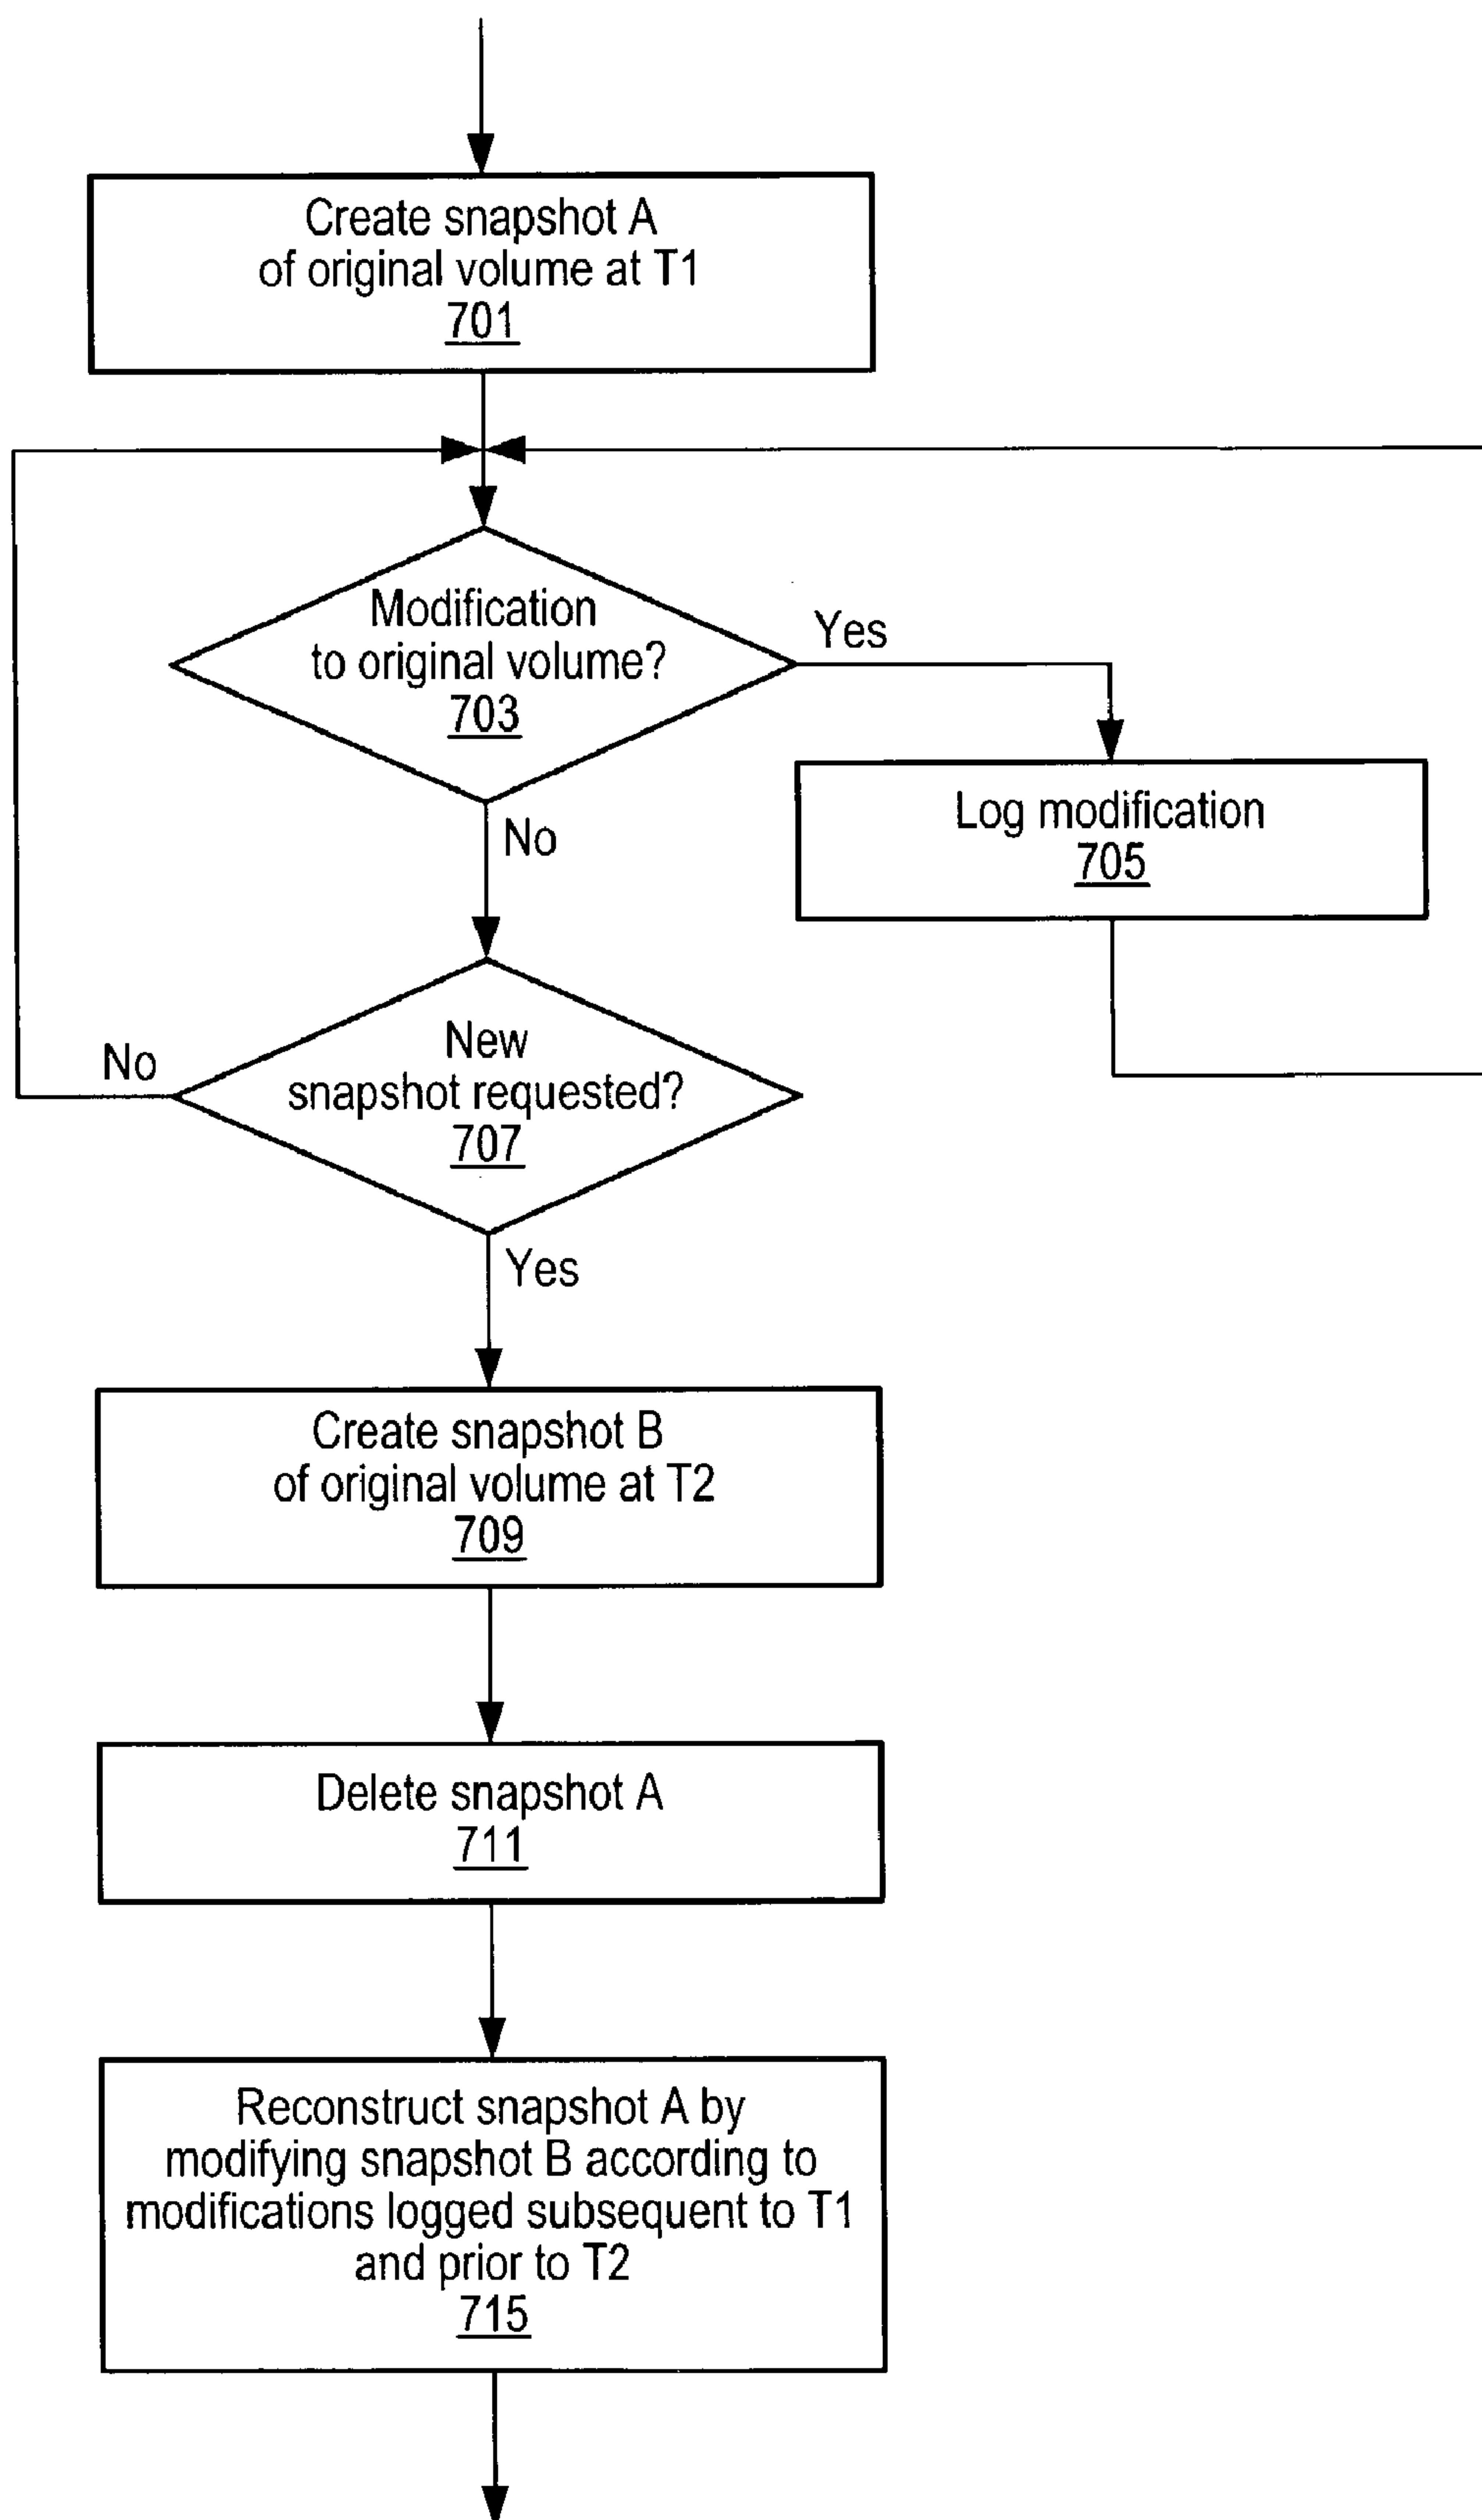 Create snapshot A
of original volume at T1
701
Modification
to original volume?
703
Yes
Log modification
705
No
New
snapshot requested?
707
No
Yes
Create snapshot B
of original volume at T2
709
Delete snapshot A
711
Reconstruct snapshot A by
modifying snapshot B according to
modifications logged subsequent to T1
and prior to T2
715